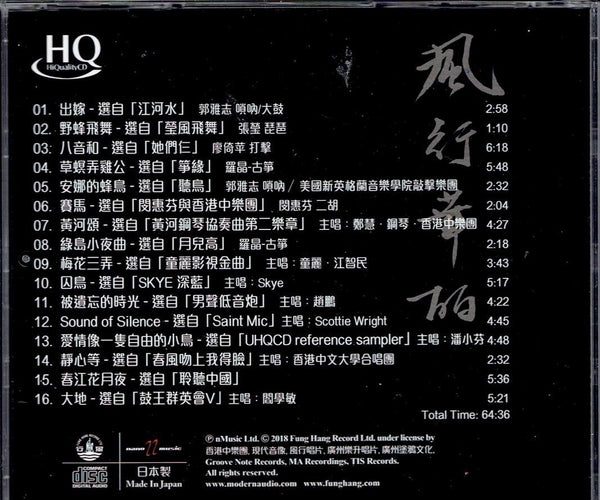 HQ
HiQualityCD
風行華韵
01. 出嫁 - 選自「江河水」 郭雅志 嗩吶/大鼓 2:58
02. 野蜂飛舞 - 選自「瑩風飛舞」 張瑩 琵琶 1:10
03. 八音和 - 選自「她們仨」 廖倚苹 打擊 6:18
04. 草螟弄雞公 - 選自「箏緣」 羅晶-古箏 5:48
05. 安娜的蜂鳥 - 選自「聽鳥」 郭雅志 嗩吶 / 美國新英格蘭音樂學院敲擊樂團 2:32
06. 賽馬 - 選自「閔惠芬與香港中樂團」 閔惠芬 二胡 2:04
07. 黃河頌 - 選自「黃河鋼琴協奏曲第二樂章」 主唱：鄭慧·鋼琴·香港中樂團 4:27
08. 綠島小夜曲 - 選自「月兒高」 羅晶-古箏 2:18
09. 梅花三弄 - 選自「童麗影視金曲」 主唱：童麗·江智民 3:43
10. 囚鳥 - 選自「SKYE 深藍」 主唱：Skye 5:17
11. 被遺忘的時光 - 選自「男聲低音炮」 主唱：趙鵬 4:22
12. Sound of Silence - 選自「Saint Mic」 主唱：Scottie Wright 4:45
13. 愛情像一隻自由的小鳥 - 選自「UHQCD reference sampler」 主唱：潘小芬 4:48
14. 靜心等 - 選自「春風吻上我得臉」 主唱：香港中文大學合唱團 2:32
15. 春江花月夜 - 選自「聆聽中國」 5:36
16. 大地 - 選自「鼓王群英會V」 主唱：閻學敏 5:21
Total Time: 64:36
nano music
COMPACT
disc
DIGITAL AUDIO
日本製
Made In Japan
℗ nMusic Ltd. © 2018 Fung Hang Record Ltd. under license by
香港中樂團, 現代音像, 風行唱片, 廣州樂升唱片, 廣州塗鴉文化,
Groove Note Records, MA Recordings, TIS Records.
All rights reserved.
www.modernaudio.com www.funghang.com